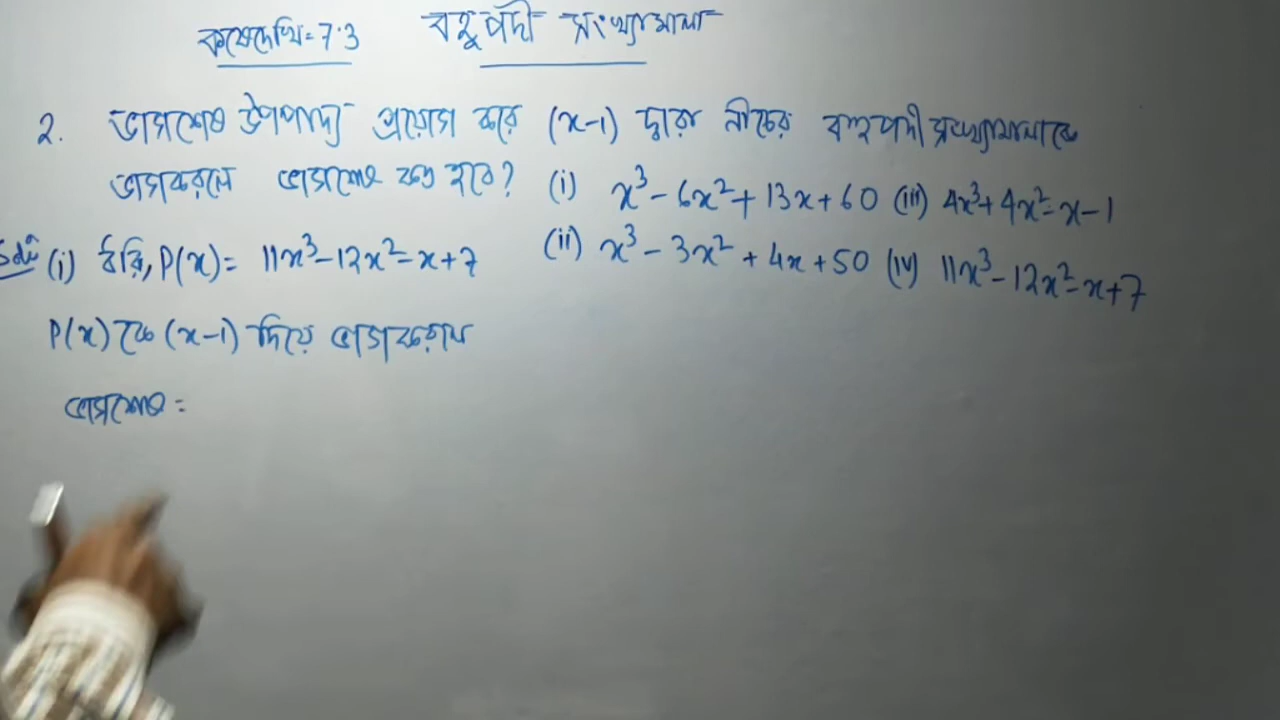 কষেদেখি = 7.3 বহুপদী সংখ্যামালা
2. ভাগশেষ উপপাদ্য প্রয়োগ করে (x-1) দ্বারা নীচের বহুপদী সংখ্যামালাকে
ভাগকরলে ভাগশেষ কত হবে? (i) x³ - 6x² + 13x + 60 (iii) 4x³ + 4x² - x - 1
(ii) x³ - 3x² + 4x + 50 (iv) 11x³ - 12x² - x + 7
(i) ধরি, P(x) = 11x³ - 12x² - x + 7
P(x) কে (x-1) দিয়ে ভাগকরলে
ভাগশেষ =